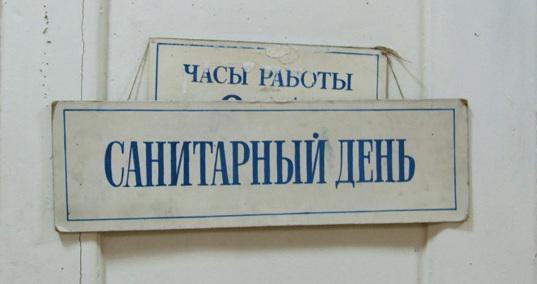 ЧАСЫ РАБОТЫ
САНИТАРНЫЙ ДЕНЬ